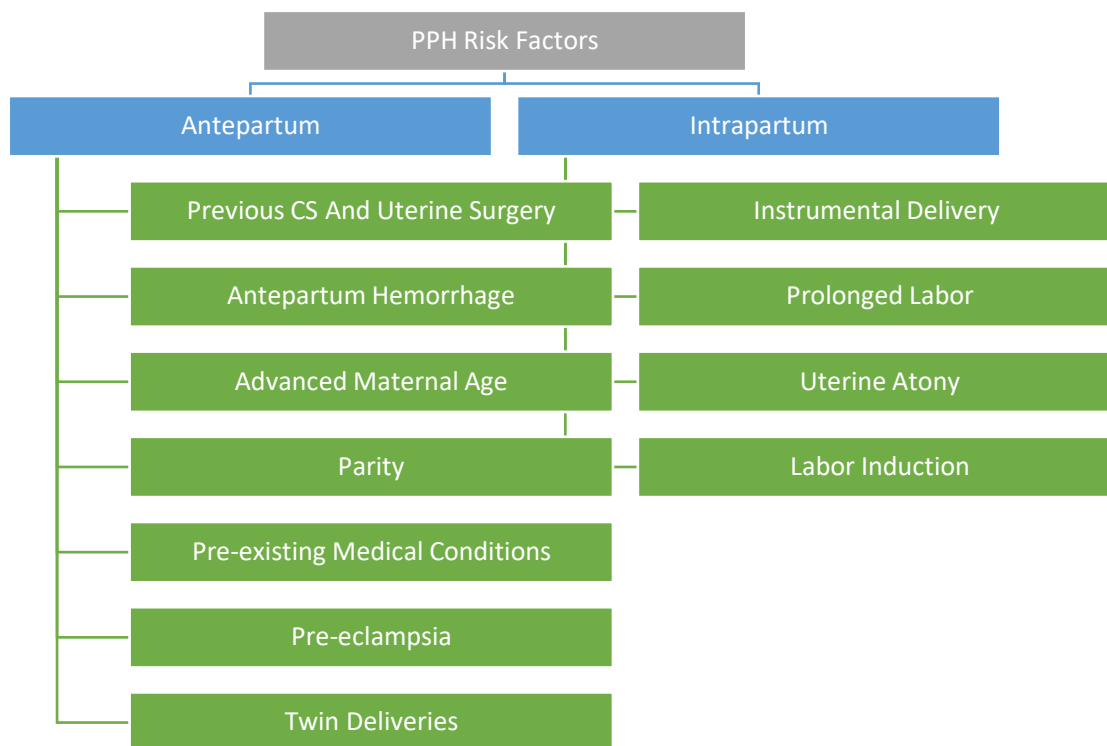 PPH Risk Factors
Antepartum
Previous CS And Uterine Surgery
Antepartum Hemorrhage
Advanced Maternal Age
Parity
Pre-existing Medical Conditions
Pre-eclampsia
Twin Deliveries
Intrapartum
Instrumental Delivery
Prolonged Labor
Uterine Atony
Labor Induction